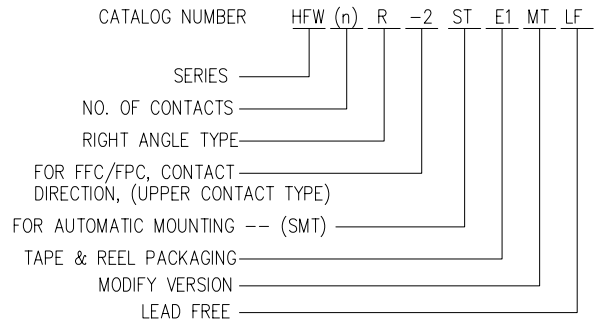 CATALOG NUMBER HFW (n) R -2 ST E1 MT LF
SERIES
NO. OF CONTACTS
RIGHT ANGLE TYPE
FOR FFC/FPC, CONTACT
DIRECTION, (UPPER CONTACT TYPE)
FOR AUTOMATIC MOUNTING -- (SMT)
TAPE & REEL PACKAGING
MODIFY VERSION
LEAD FREE